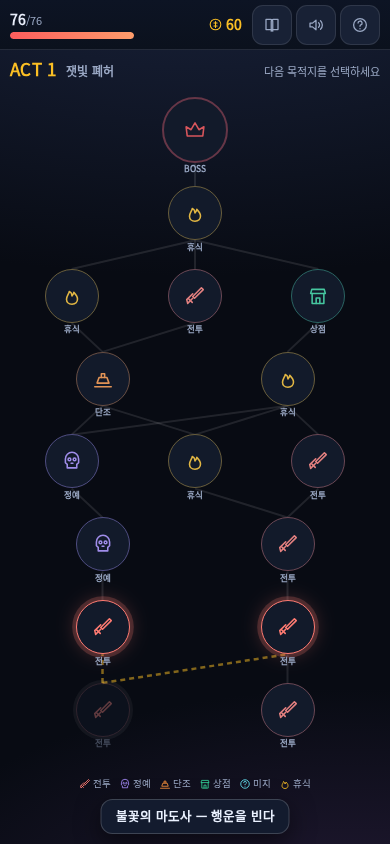 76/76 60
ACT 1 잿빛 폐허 다음 목적지를 선택하세요
BOSS
휴식
휴식 전투 상점
단조 휴식
정예 휴식 전투
정예 전투
전투 전투
전투 전투
전투 정예 단조 상점 미지 휴식
불꽃의 마도사 — 행운을 빈다